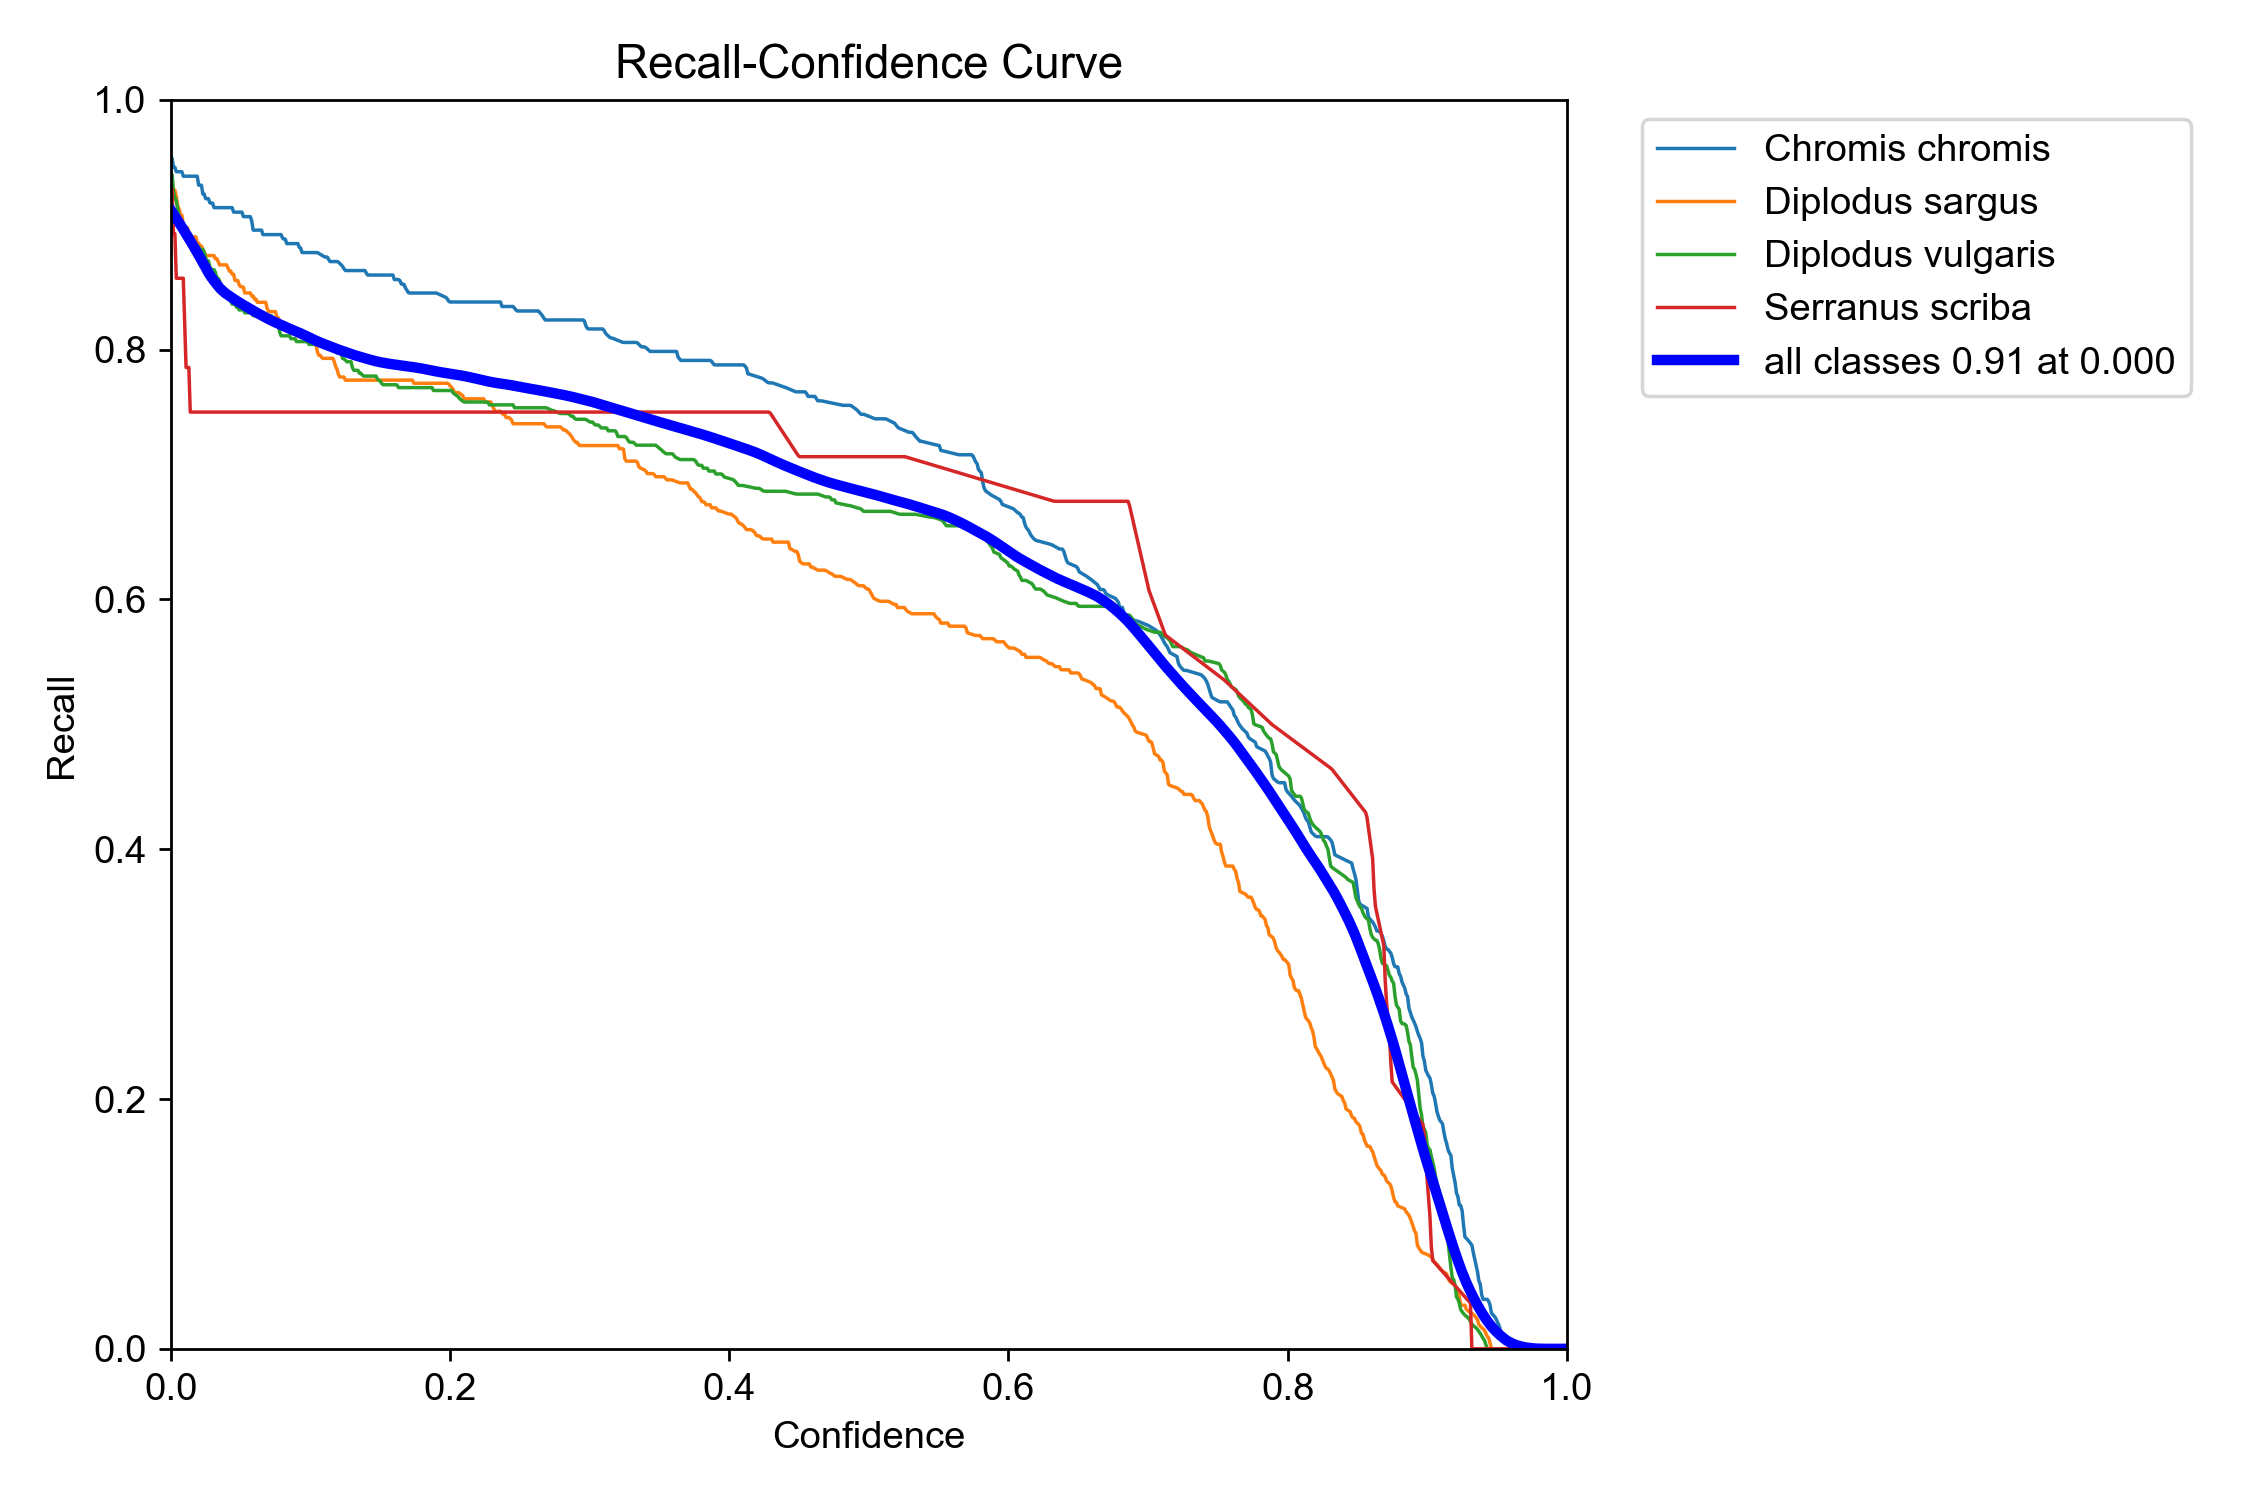 Recall-Confidence Curve
1.0
0.8
0.6
0.4
0.2
0.0
Recall
0.0 0.2 0.4 0.6 0.8 1.0
Confidence
Chromis chromis
Diplodus sargus
Diplodus vulgaris
Serranus scriba
all classes 0.91 at 0.000